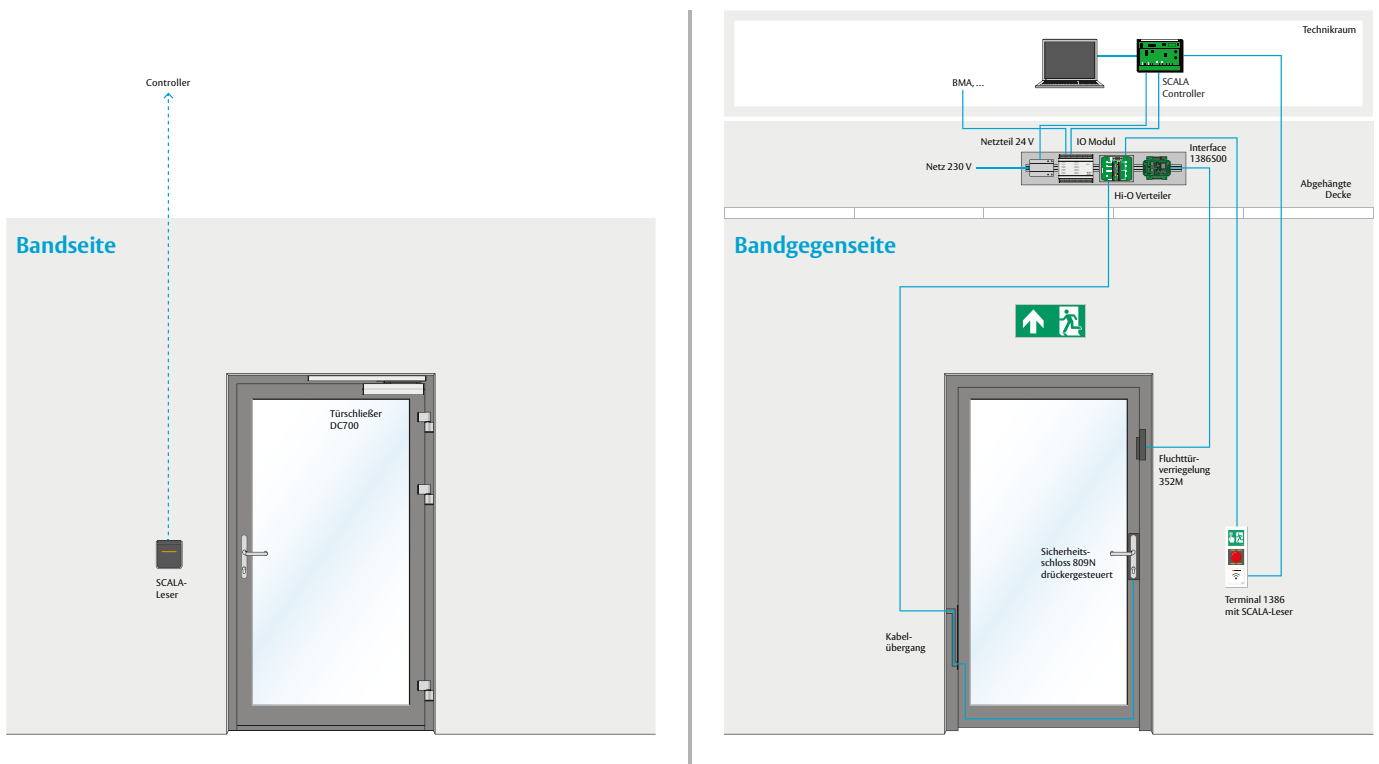 Controller
Bandseite
Türschließer
DC700
SCALA-
Leser
Technikraum
BMA, ...
SCALA
Controller
Netzteil 24 V
IO Modul
Interface
1386S00
Netz 230 V
Hi-O Verteiler
Abgehängte
Decke
Bandgegenseite
Fluchttür-
verriegelung
352M
Sicherheits-
schloss 809N
drückergesteuert
Terminal 1386
mit SCALA-Leser
Kabel-
übergang